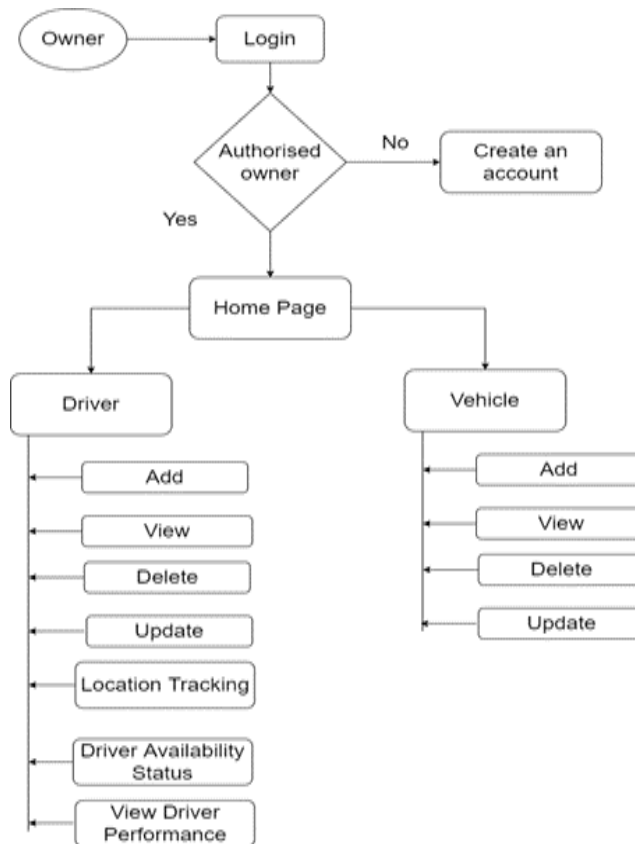 Owner
Login
Authorised
owner
No
Create an
account
Yes
Home Page
Driver
Vehicle
Add
View
Delete
Update
Location Tracking
Driver Availability
Status
View Driver
Performance
Add
View
Delete
Update